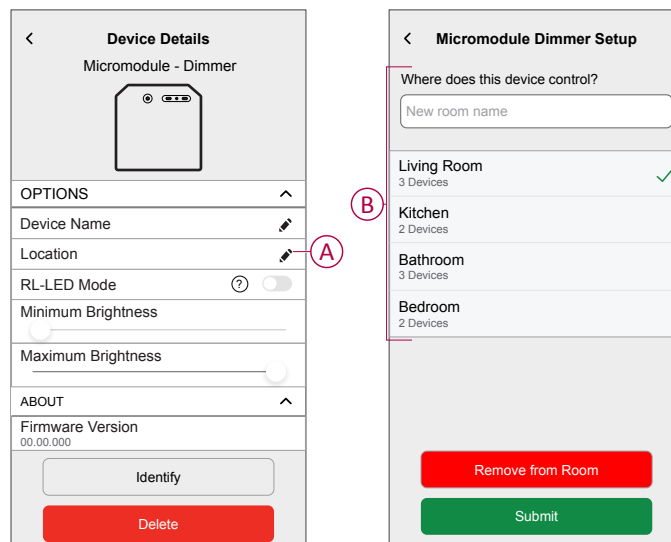 Device Details
Micromodule - Dimmer
OPTIONS
Device Name
Location
A
RL-LED Mode
?
Minimum Brightness
Maximum Brightness
ABOUT
Firmware Version
00.00.000
Identify
Delete
Micromodule Dimmer Setup
Where does this device control?
New room name
B
Living Room
3 Devices
Kitchen
2 Devices
Bathroom
3 Devices
Bedroom
2 Devices
Remove from Room
Submit